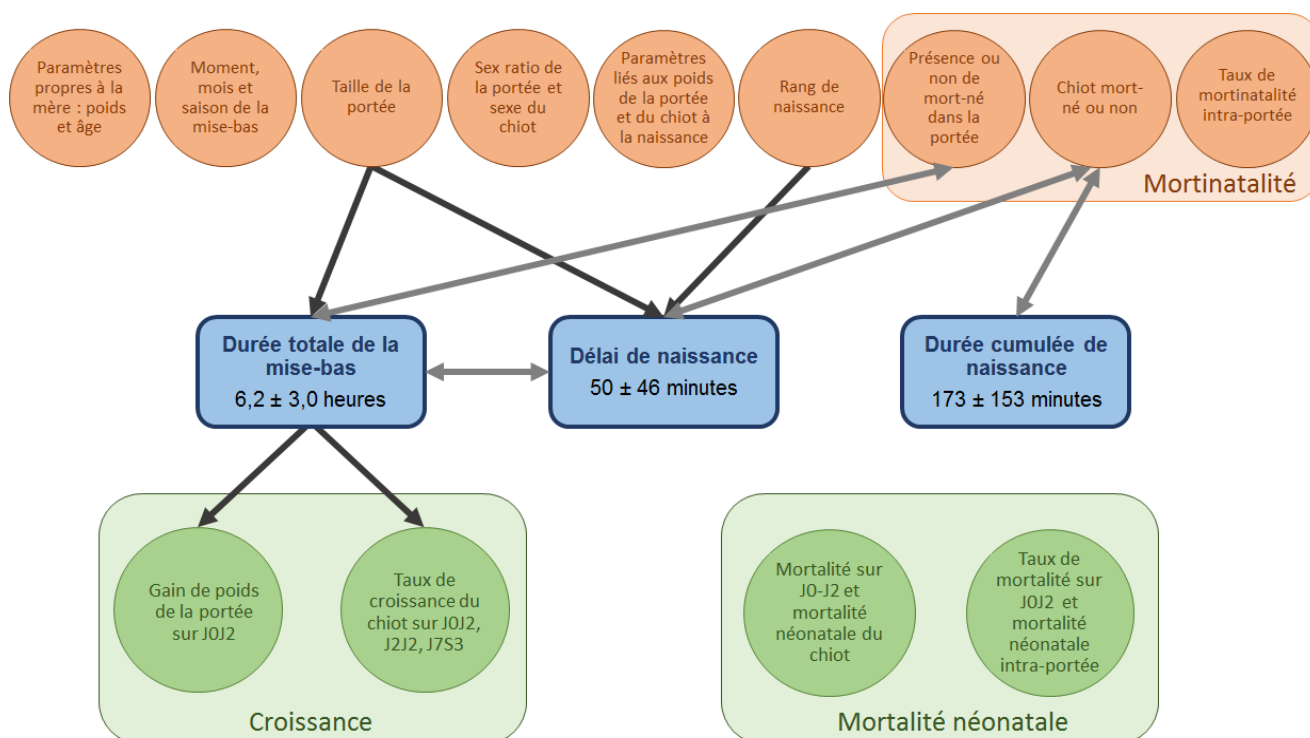 Paramètres
propres à la
mère : poids
et âge
Moment,
mois et
saison de la
mise-bas
Taille de la
portée
Sex ratio de
la portée et
sexe du
chiot
Paramètres
liés aux poids
de la portée
et du chiot à
la naissance
Rang de
naissance
Présence ou
non de
mort-né
dans la
portée
Chiot mort-
né ou non
Taux de
mortinatalité
intra-portée
Mortinatalité
Durée totale de la
mise-bas
6,2 ± 3,0 heures
Délai de naissance
50 ± 46 minutes
Durée cumulée de
naissance
173 ± 153 minutes
Gain de poids
de la portée
sur J0J2
Taux de
croissance du
chiot sur J0J2,
J2J2, J7S3
Croissance
Mortalité sur
J0-J2 et
mortalité
néonatale du
chiot
Taux de
mortalité sur
J0J2 et
mortalité
néonatale
intra-portée
Mortalité néonatale